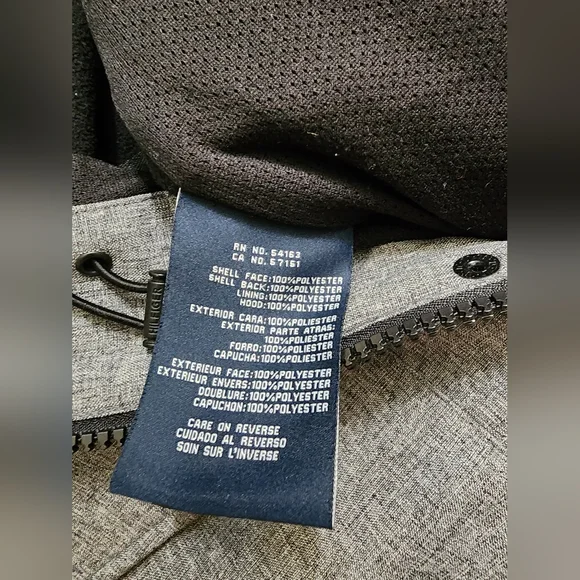 RN NO. 54163
CA NO. 57151
SHELL FACE:100%POLYESTER
SHELL BACK:100%POLYESTER
LINING:100%POLYESTER
HOOD:100%POLYESTER
EXTERIOR CARA:100%POLIESTER
EXTERIOR PARTE ATRAS:
100%POLIESTER
FORRO:100%POLIESTER
CAPUCHA:100%POLIESTER
EXTERIEUR FACE:100%POLYESTER
EXTERIEUR ENVERS:100%POLYESTER
DOUBLURE:100%POLYESTER
CAPUCHON:100%POLYESTER
CARE ON REVERSE
CUIDADO AL REVERSO
SOIN SUR L'INVERSE